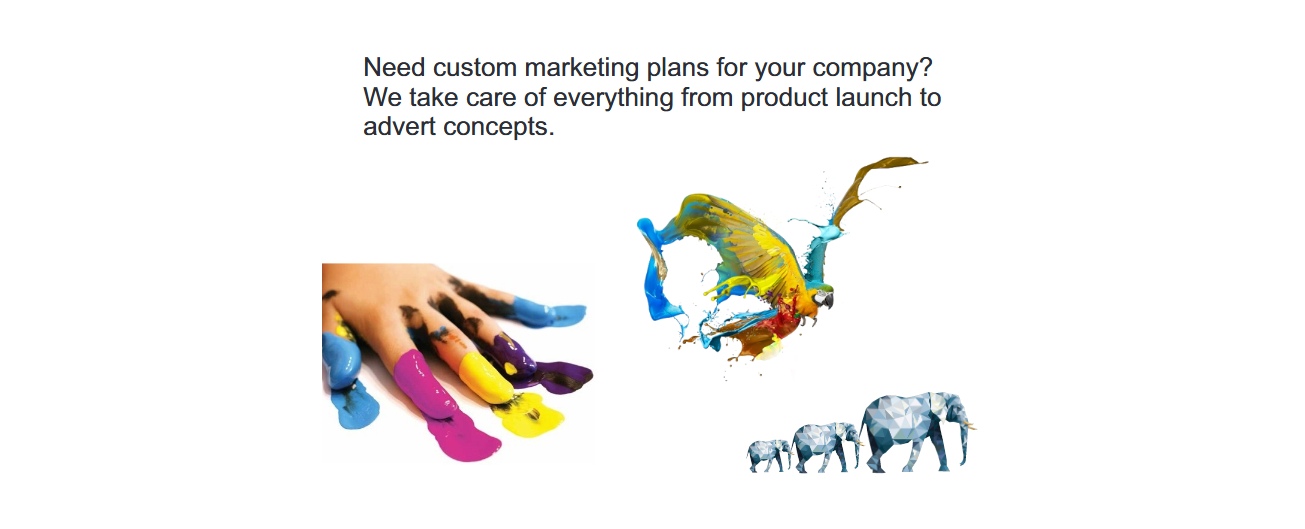 Need custom marketing plans for your company?
We take care of everything from product launch to
advert concepts.